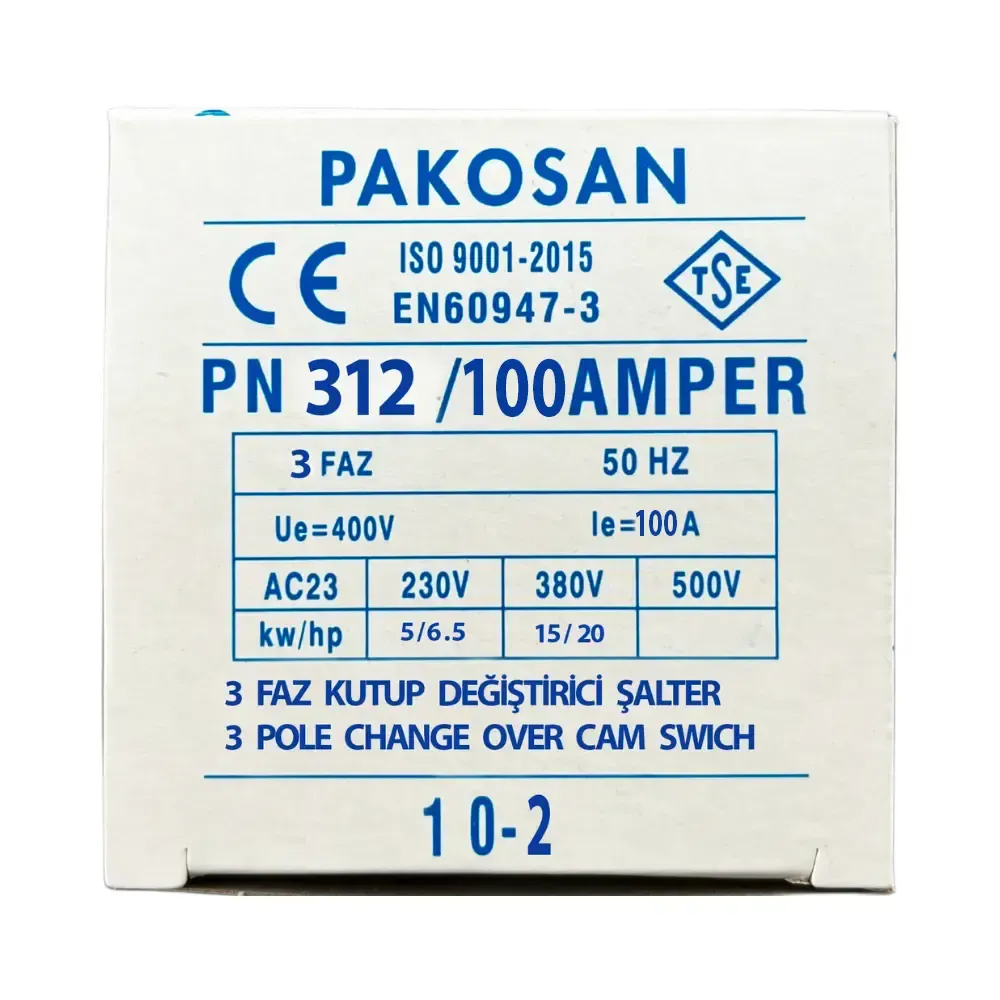 PAKOSAN
CE ISO 9001-2015 TSE
EN60947-3
PN 312 /100AMPER
3 FAZ 50 HZ
Ue=400V Ie=100A
AC23 230V 380V 500V
kw/hp 5/6.5 15/20
3 FAZ KUTUP DEĞİŞTİRİCİ ŞALTER
3 POLE CHANGE OVER CAM SWICH
1 0-2